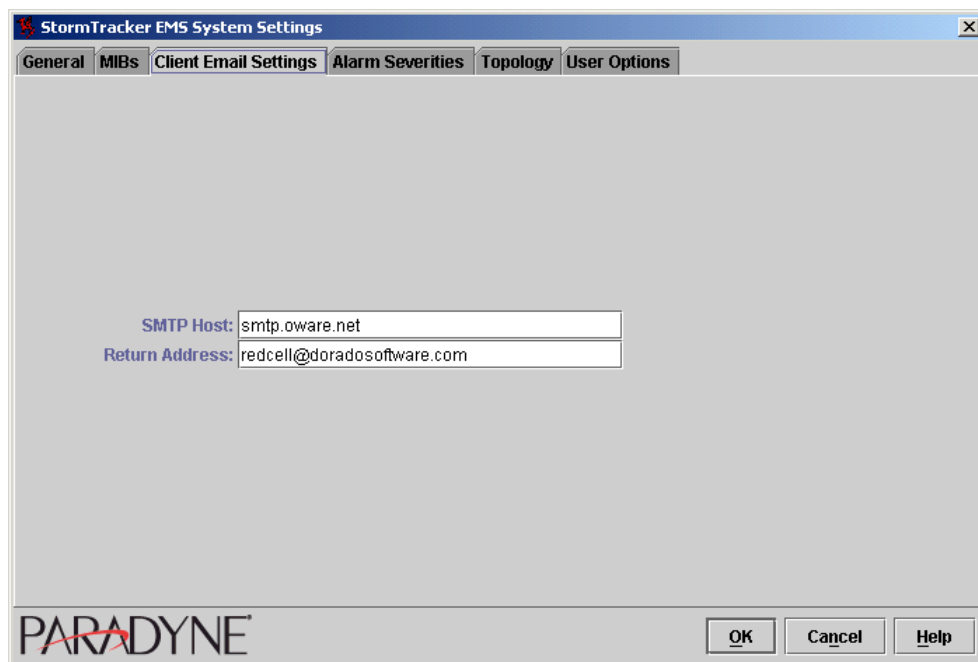 StormTracker EMS System Settings
General MIBs Client Email Settings Alarm Severities Topology User Options
SMTP Host: smtp.oware.net
Return Address: redcell@doradosoftware.com
PARADYNE® OK Cancel Help